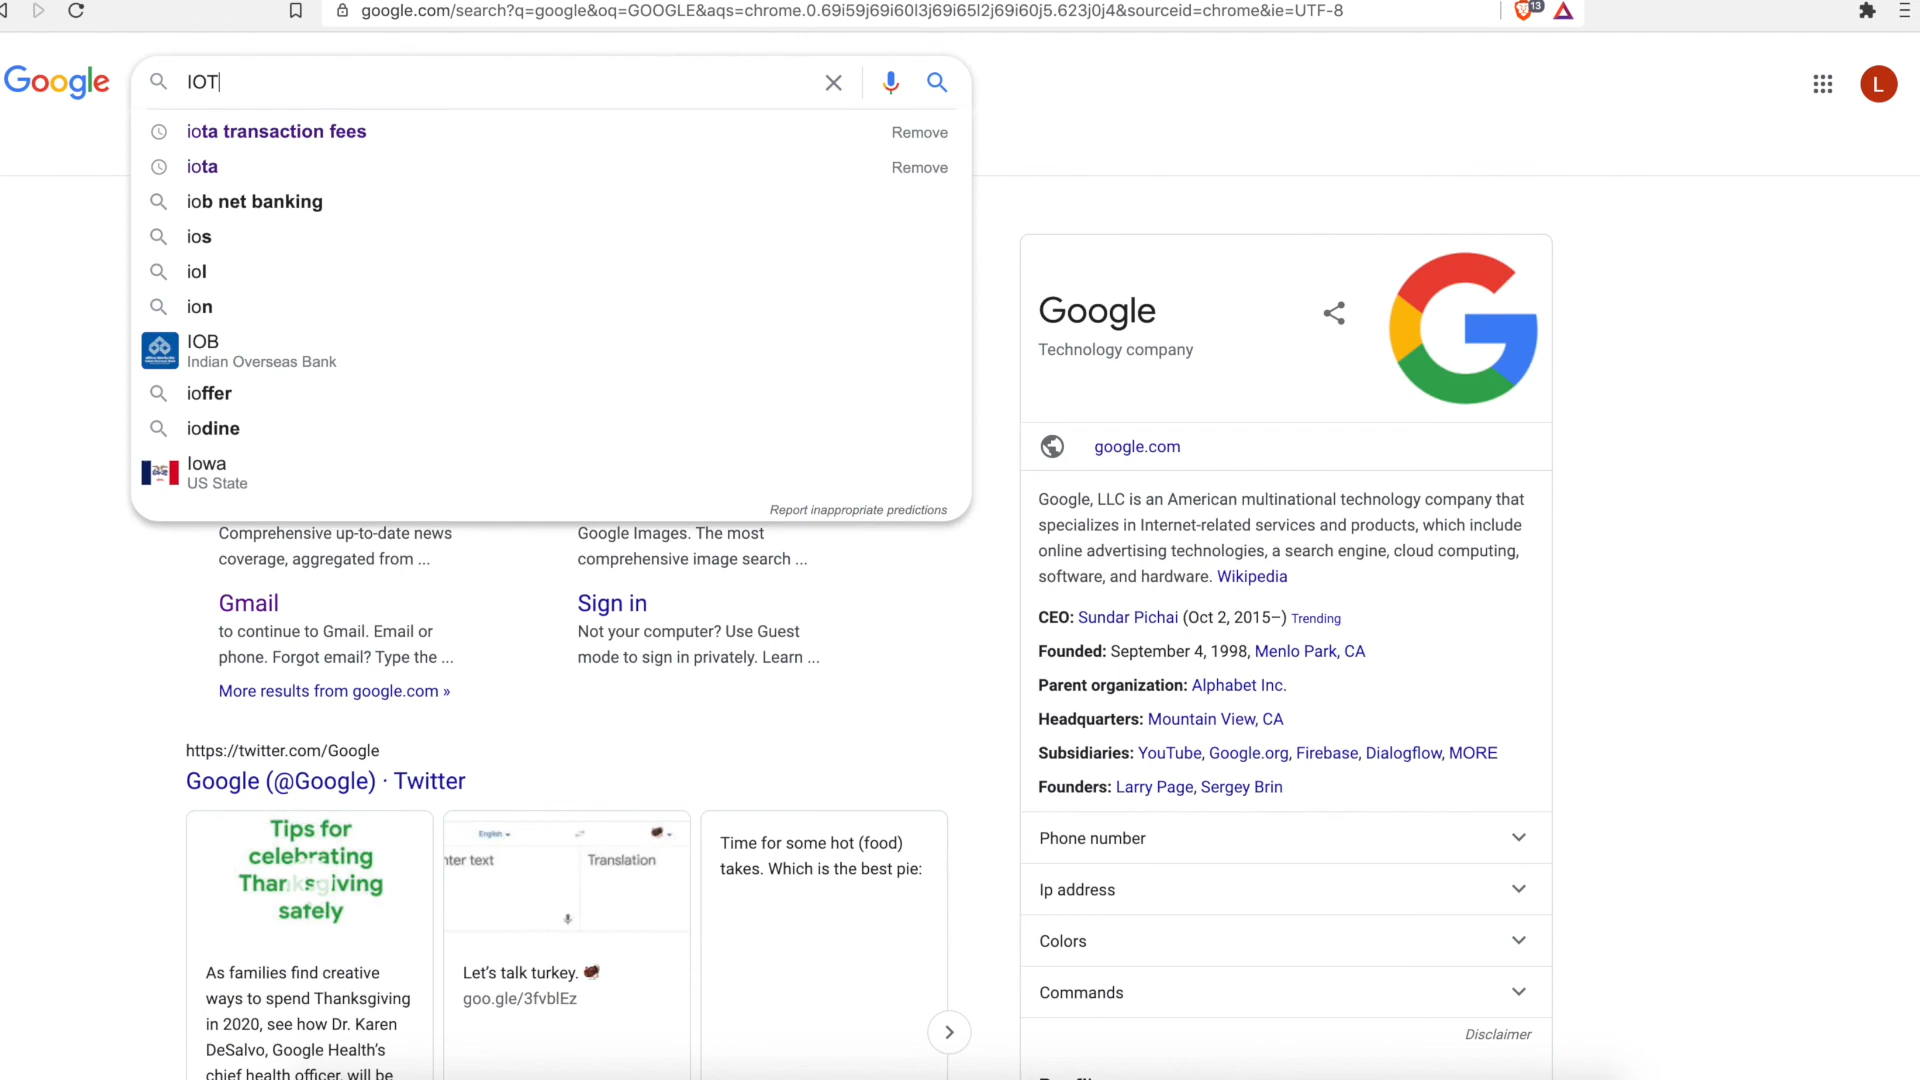 google.com/search?q=google&oq=GOOGLE&aqs=chrome.0.69i59j69i60l3j69i65l2j69i60j5.623j0j4&sourceid=chrome&ie=UTF-8
13
Google
IOT
L
iota transaction fees
Remove
iota
Remove
iob net banking
ios
iol
ion
IOB
Indian Overseas Bank
ioffer
iodine
Iowa
US State
Report inappropriate predictions
Comprehensive up-to-date news
coverage, aggregated from ...
Google Images. The most
comprehensive image search ...
Gmail
to continue to Gmail. Email or
phone. Forgot email? Type the ...
Sign in
Not your computer? Use Guest
mode to sign in privately. Learn ...
More results from google.com »
https://twitter.com/Google
Google (@Google) · Twitter
Tips for
celebrating
Thanksgiving
safely
As families find creative
ways to spend Thanksgiving
in 2020, see how Dr. Karen
DeSalvo, Google Health's
chief health officer, will be
English
nter text
Translation
Let's talk turkey.
goo.gle/3fvblEz
Time for some hot (food)
takes. Which is the best pie:
Google
Technology company
google.com
Google, LLC is an American multinational technology company that
specializes in Internet-related services and products, which include
online advertising technologies, a search engine, cloud computing,
software, and hardware. Wikipedia
CEO: Sundar Pichai (Oct 2, 2015–) Trending
Founded: September 4, 1998, Menlo Park, CA
Parent organization: Alphabet Inc.
Headquarters: Mountain View, CA
Subsidiaries: YouTube, Google.org, Firebase, Dialogflow, MORE
Founders: Larry Page, Sergey Brin
Phone number
Ip address
Colors
Commands
Disclaimer